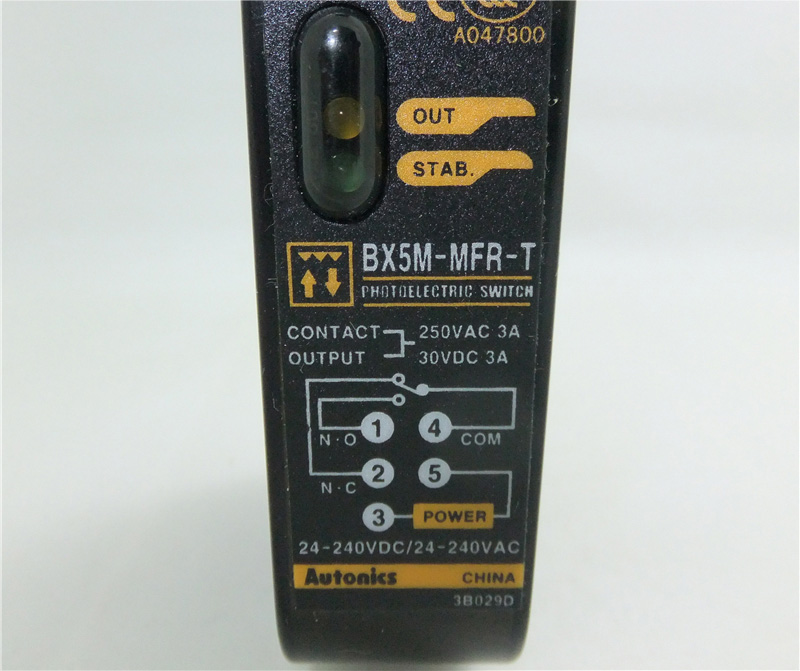 A047800
OUT
STAB.
BX5M-MFR-T
PHOTOELECTRIC SWITCH
CONTACT OUTPUT
250VAC 3A
30VDC 3A
1 4
N·O COM
2 5
N·C
3 POWER
24-240VDC/24-240VAC
Autonics CHINA
3B029D